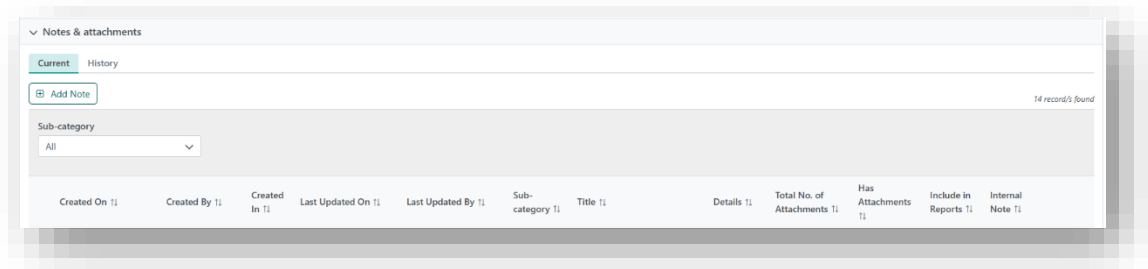 Notes & attachments
Current History
Add Note
14 record/s found
Sub-category
All
Created On
Created By
Created
In
Last Updated On
Last Updated By
Sub-
category
Title
Details
Total No. of
Attachments
Has
Attachments
Include in
Reports
Internal
Note